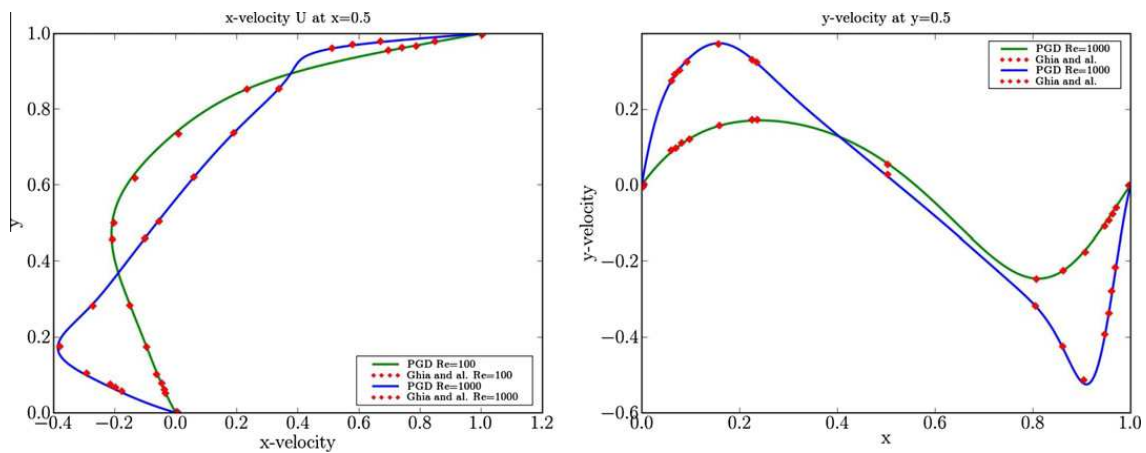 x-velocity U at x=0.5
y
1.0
0.8
0.6
0.4
0.2
0.0
−0.4
−0.2
0.0
0.2
0.4
0.6
0.8
1.0
1.2
x-velocity
PGD Re=100
Ghia and al. Re=100
PGD Re=1000
Ghia and al. Re=1000
y-velocity at y=0.5
y-velocity
0.2
0.0
−0.2
−0.4
−0.6
0.0
0.2
0.4
0.6
0.8
1.0
x
PGD Re=1000
Ghia and al.
PGD Re=1000
Ghia and al.